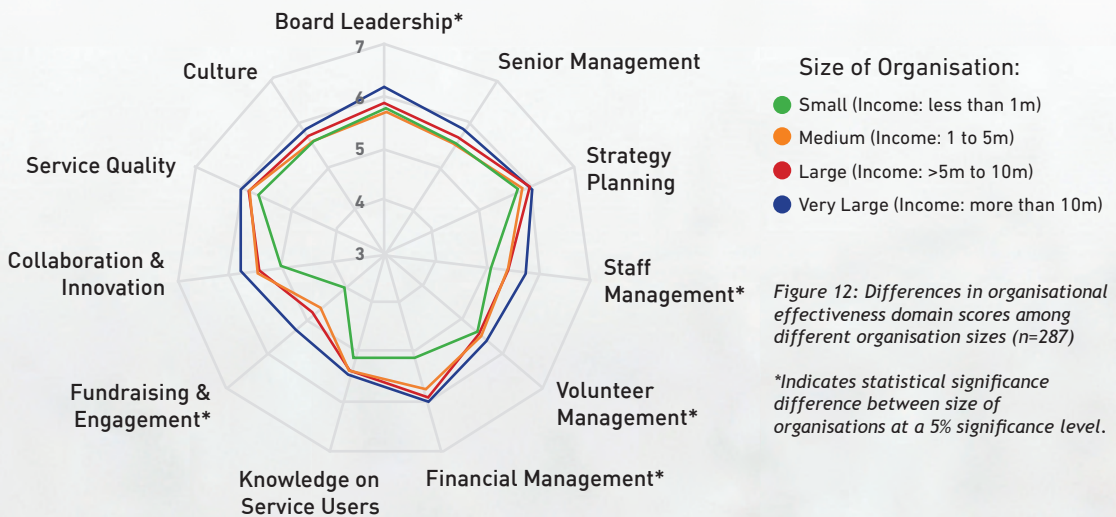 Board Leadership*
7
6
5
4
3
Senior Management
Strategy
Planning
Staff
Management*
Volunteer
Management*
Financial Management*
Knowledge on
Service Users
Fundraising &
Engagement*
Collaboration &
Innovation
Service Quality
Culture
Size of Organisation:
Small (Income: less than 1m)
Medium (Income: 1 to 5m)
Large (Income: >5m to 10m)
Very Large (Income: more than 10m)
Figure 12: Differences in organisational
effectiveness domain scores among
different organisation sizes (n=287)
*Indicates statistical significance
difference between size of
organisations at a 5% significance level.